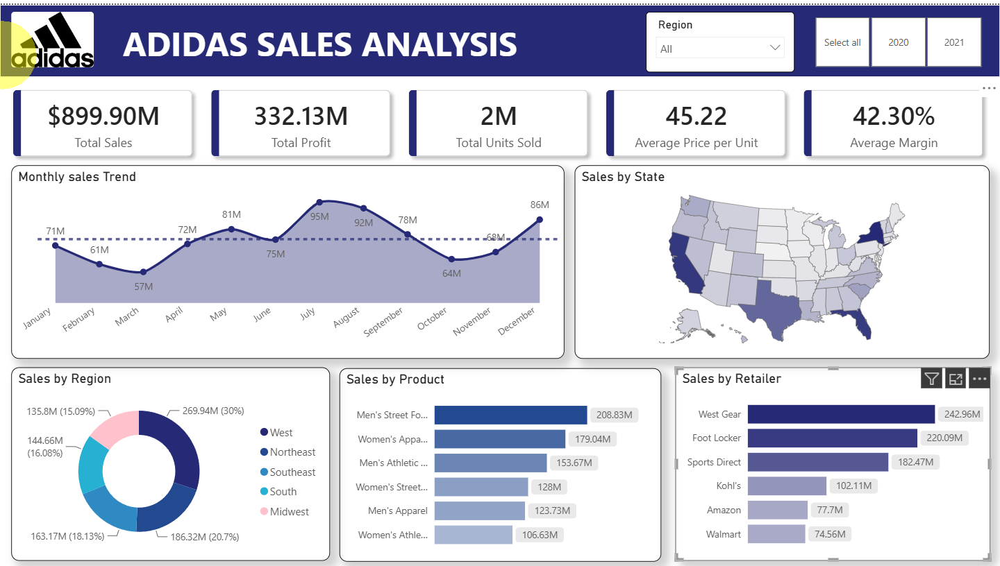 adidas
ADIDAS SALES ANALYSIS
Region
All
Select all
2020
2021
$899.90M
Total Sales
332.13M
Total Profit
2M
Total Units Sold
45.22
Average Price per Unit
42.30%
Average Margin
Monthly sales Trend
71M
61M
57M
72M
81M
75M
95M
92M
78M
64M
68M
86M
January
February
March
April
May
June
July
August
September
October
November
December
Sales by State
Sales by Region
135.8M (15.09%)
269.94M (30%)
144.66M
(16.08%)
163.17M (18.13%)
186.32M (20.7%)
West
Northeast
Southeast
South
Midwest
Sales by Product
Men's Street Fo... 208.83M
Women's Appa... 179.04M
Men's Athletic ... 153.67M
Women's Street... 128M
Men's Apparel 123.73M
Women's Athle... 106.63M
Sales by Retailer
West Gear 242.96M
Foot Locker 220.09M
Sports Direct 182.47M
Kohl's 102.11M
Amazon 77.7M
Walmart 74.56M